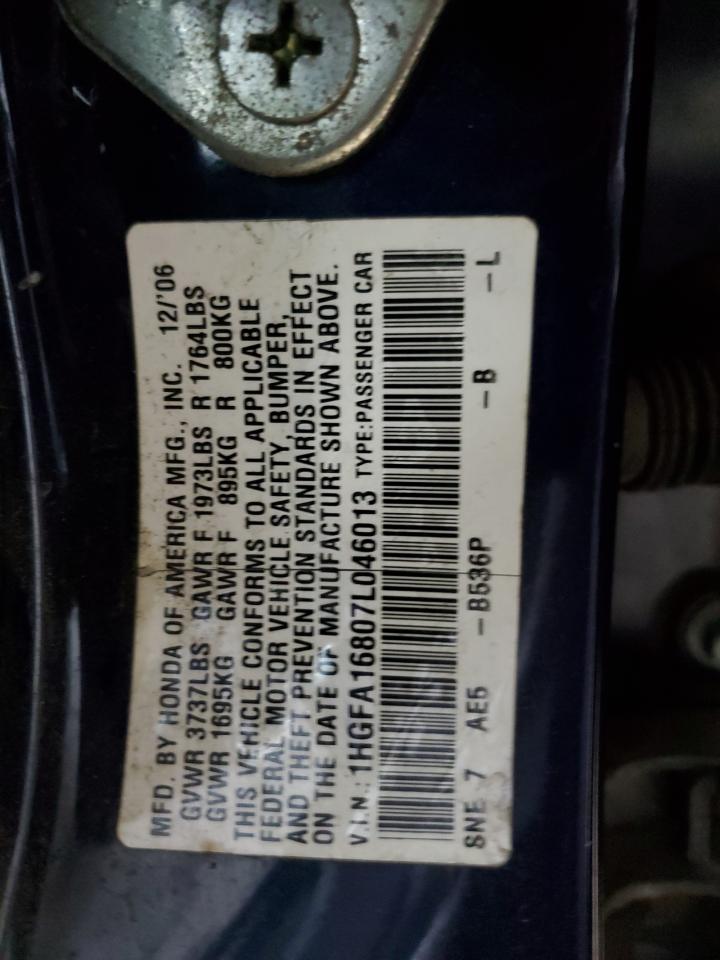 MFD. BY HONDA OF AMERICA MFG., INC. 12/'06
GVWR 3737LBS GAWR F 1973LBS R 1764LBS
GVWR 1695KG GAWR F 895KG R 800KG
THIS VEHICLE CONFORMS TO ALL APPLICABLE
FEDERAL MOTOR VEHICLE SAFETY, BUMPER,
AND THEFT PREVENTION STANDARDS IN EFFECT
ON THE DATE OF MANUFACTURE SHOWN ABOVE.
V.I.N.: 1HGFA16807L046013 TYPE:PASSENGER CAR
SNE 7 AE5 -B536P -B -L